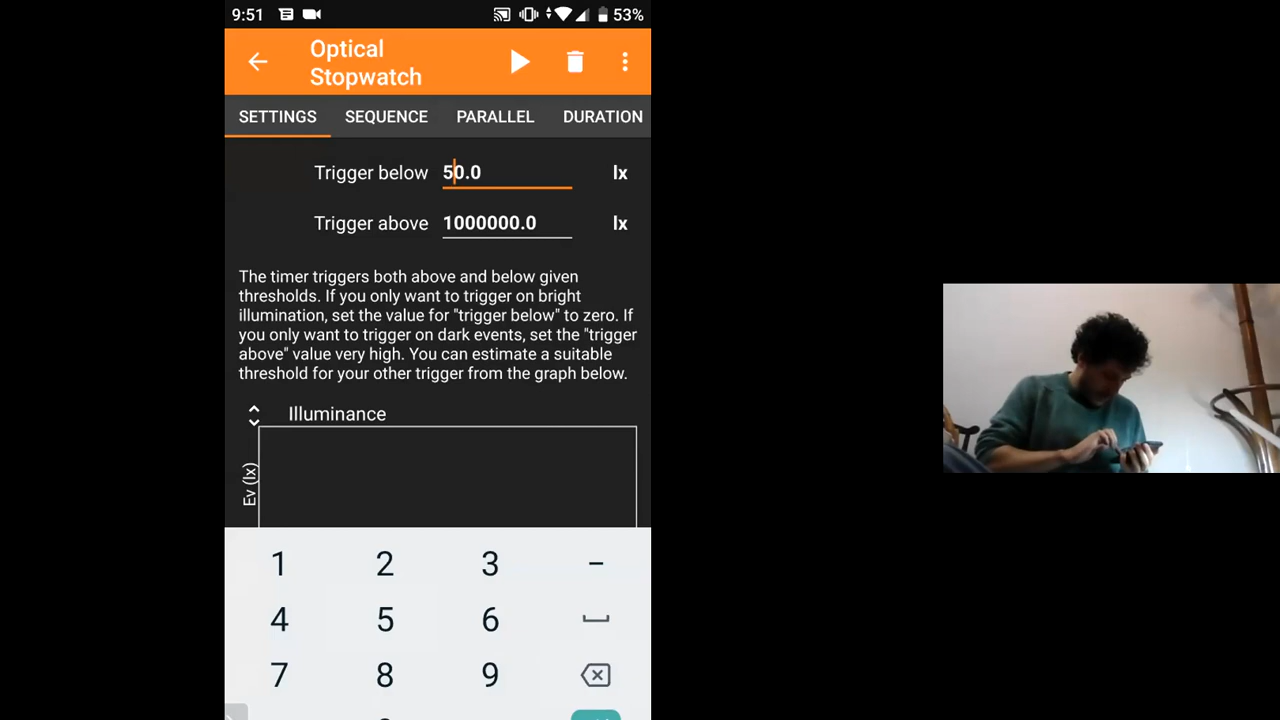 9:51
53%
Optical
Stopwatch
SETTINGS SEQUENCE PARALLEL DURATION
Trigger below 50.0 lx
Trigger above 1000000.0 lx
The timer triggers both above and below given
thresholds. If you only want to trigger on bright
illumination, set the value for "trigger below" to zero. If
you only want to trigger on dark events, set the "trigger
above" value very high. You can estimate a suitable
threshold for your other trigger from the graph below.
Illuminance
Ev (lx)
1 2 3 −
4 5 6
7 8 9